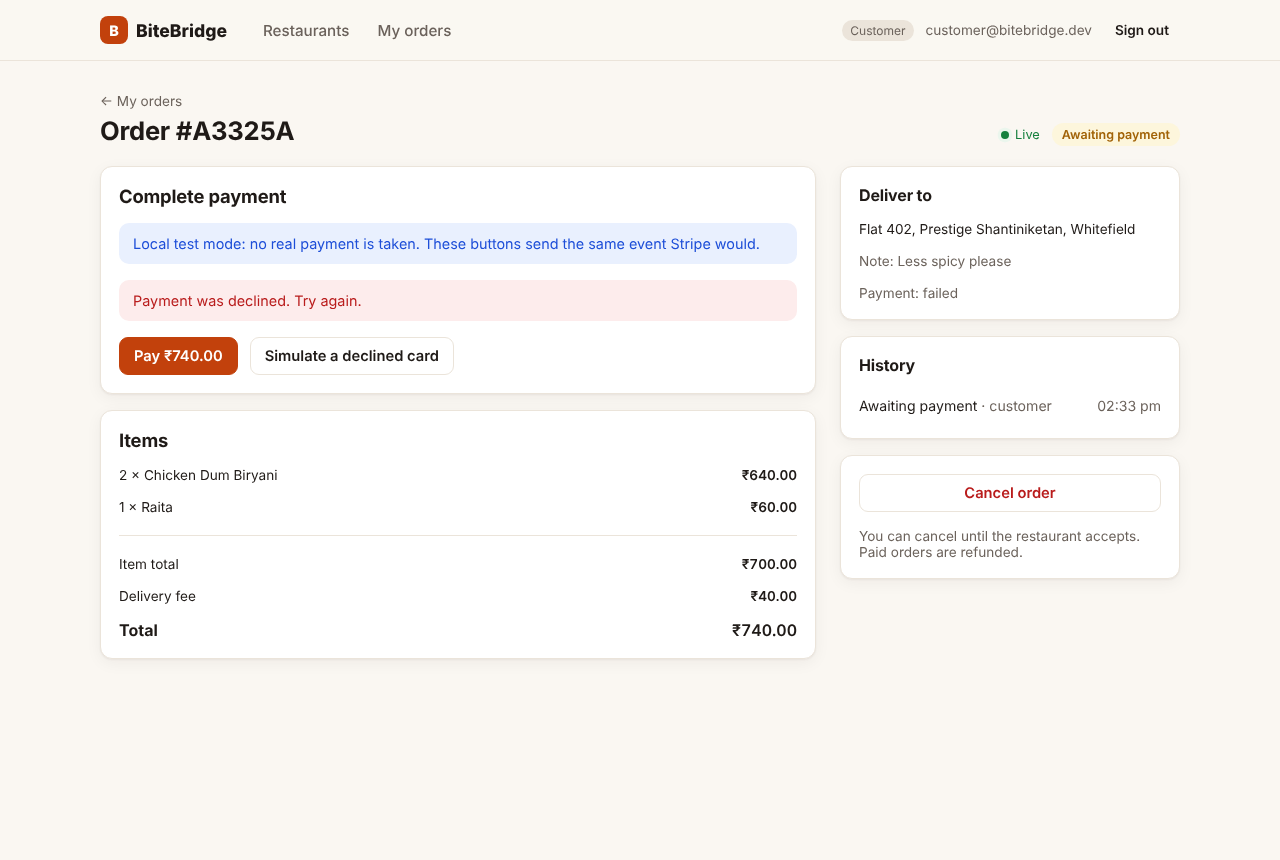 B BiteBridge Restaurants My orders Customer customer@bitebridge.dev Sign out
← My orders
Order #A3325A
Live Awaiting payment
Complete payment
Local test mode: no real payment is taken. These buttons send the same event Stripe would.
Payment was declined. Try again.
Pay ₹740.00 Simulate a declined card
Items
2 × Chicken Dum Biryani ₹640.00
1 × Raita ₹60.00
Item total ₹700.00
Delivery fee ₹40.00
Total ₹740.00
Deliver to
Flat 402, Prestige Shantiniketan, Whitefield
Note: Less spicy please
Payment: failed
History
Awaiting payment · customer 02:33 pm
Cancel order
You can cancel until the restaurant accepts.
Paid orders are refunded.